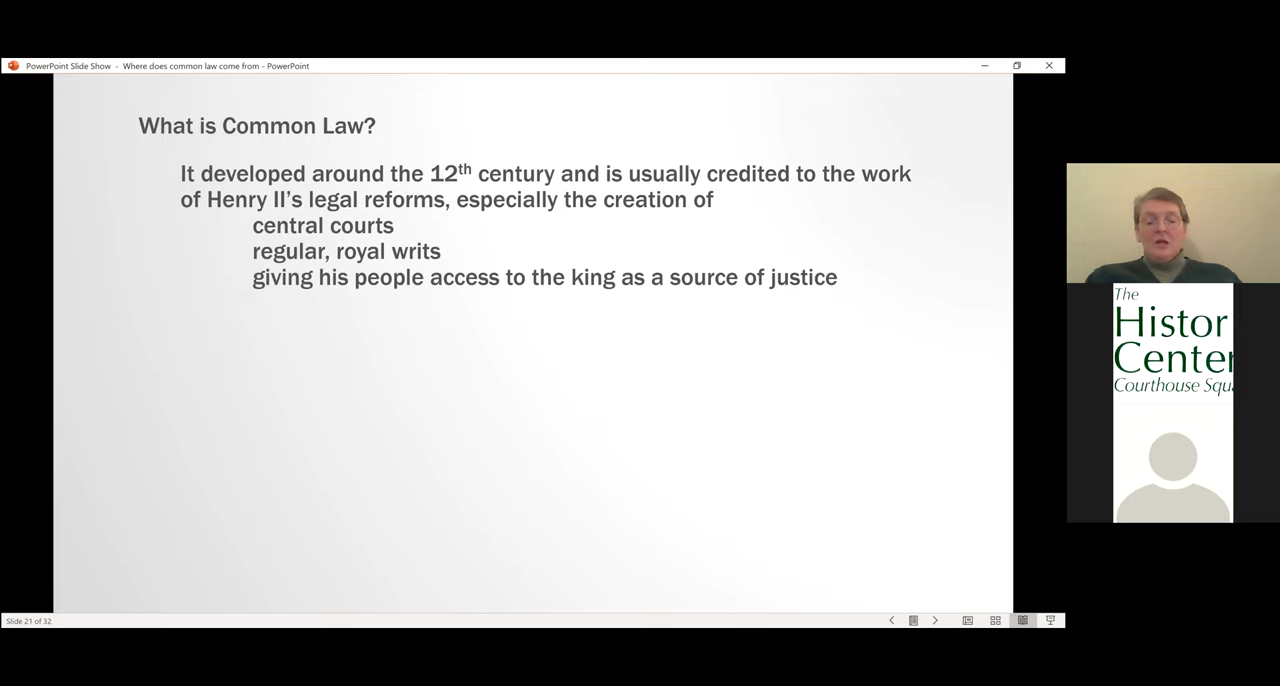 PowerPoint Slide Show - Where does common law come from - PowerPoint
What is Common Law?
It developed around the 12th century and is usually credited to the work
of Henry II's legal reforms, especially the creation of
central courts
regular, royal writs
giving his people access to the king as a source of justice
The
Histor
Center
Courthouse Squ
Slide 21 of 32